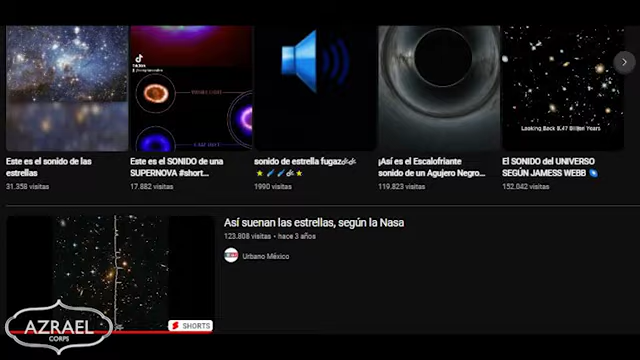 TikTok
Looking Back 8.47 Billion Years
Este es el sonido de las
estrellas
31.358 visitas
Este es el SONIDO de una
SUPERNOVA #short...
17.882 visitas
sonido de estrella fugaz
1990 visitas
¡Así es el Escalofriante
sonido de un Agujero Negro...
119.823 visitas
El SONIDO del UNIVERSO
SEGÚN JAMESS WEBB
152.042 visitas
Así suenan las estrellas, según la Nasa
123.808 visitas • hace 3 años
Urbano México
SHORTS
AZRAEL
CORPS